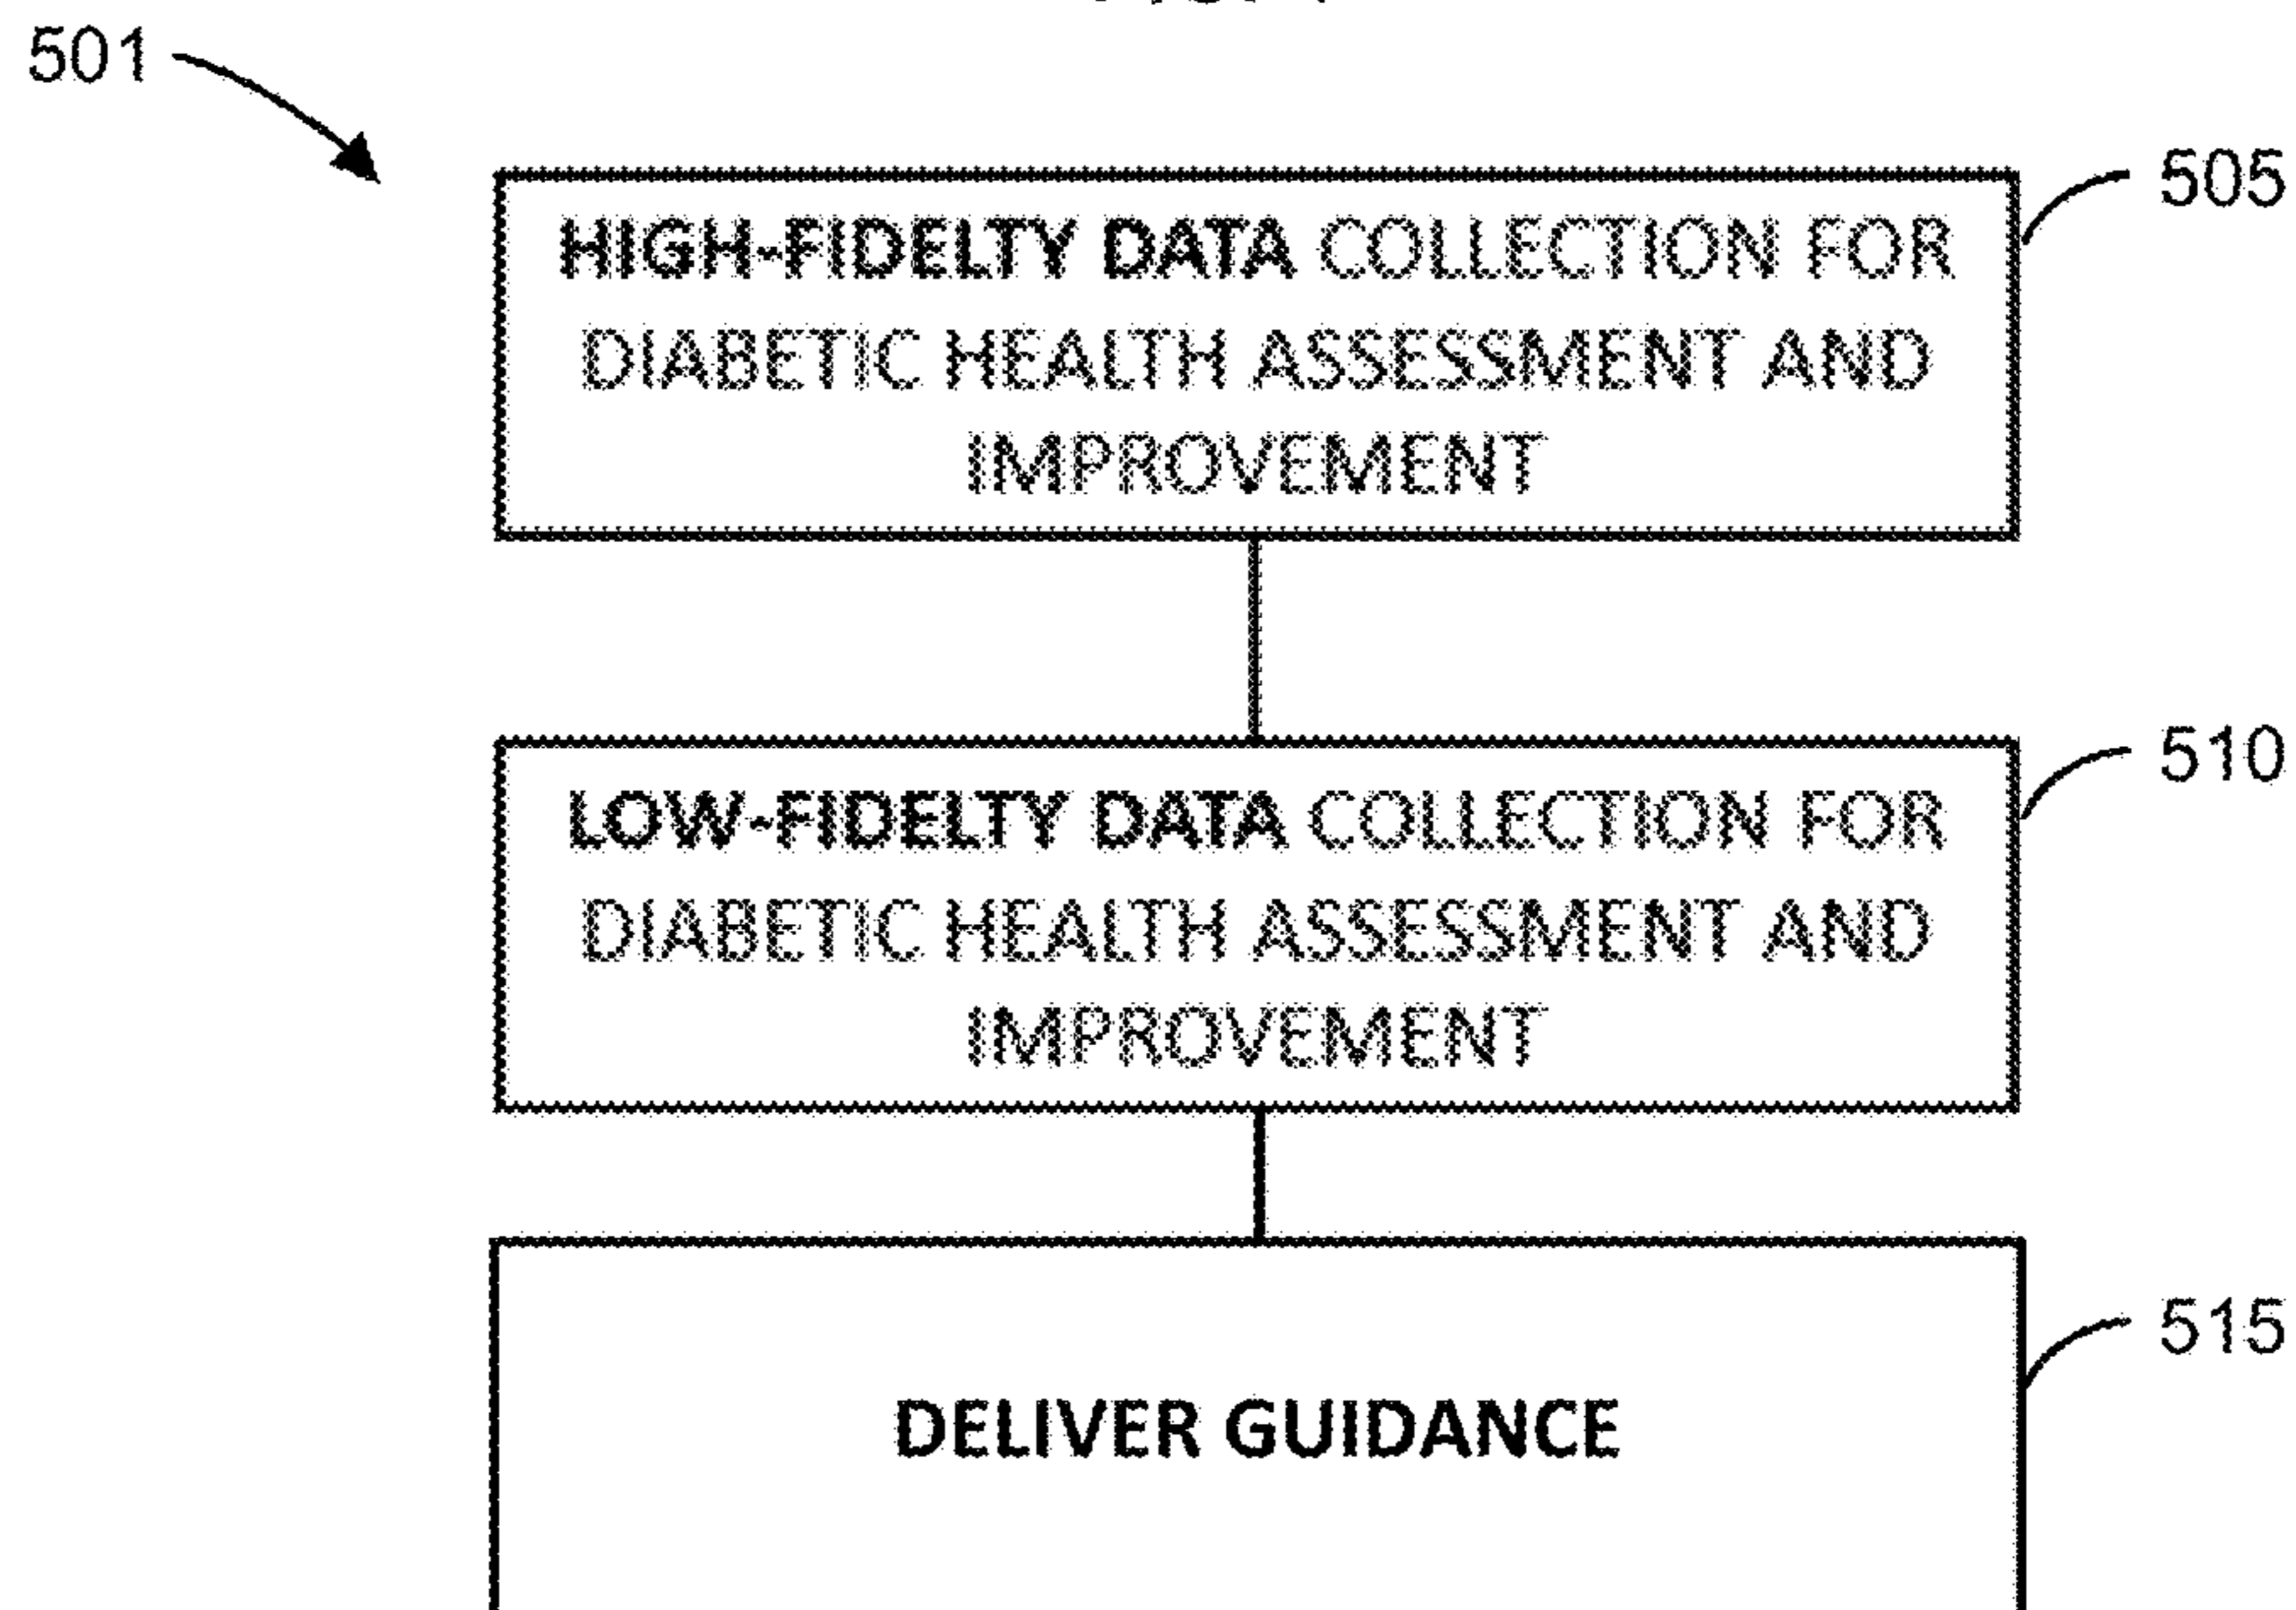 501
505
HIGH-FIDELTY DATA COLLECTION FOR
DIABETIC HEALTH ASSESSMENT AND
IMPROVEMENT
510
LOW-FIDELTY DATA COLLECTION FOR
DIABETIC HEALTH ASSESSMENT AND
IMPROVEMENT
515
DELIVER GUIDANCE